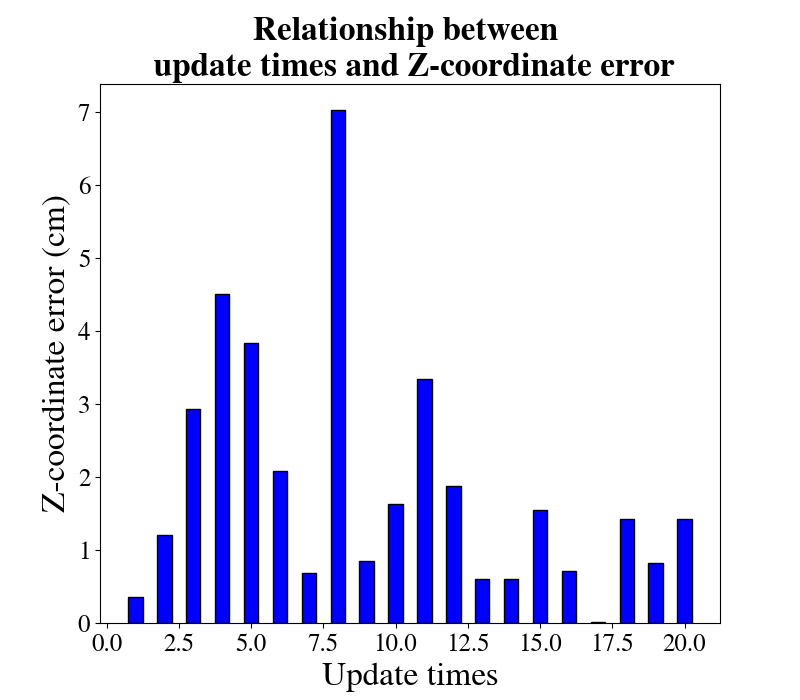 Relationship between
update times and Z-coordinate error
Z-coordinate error (cm)
7
6
5
4
3
2
1
0
0.0 2.5 5.0 7.5 10.0 12.5 15.0 17.5 20.0
Update times